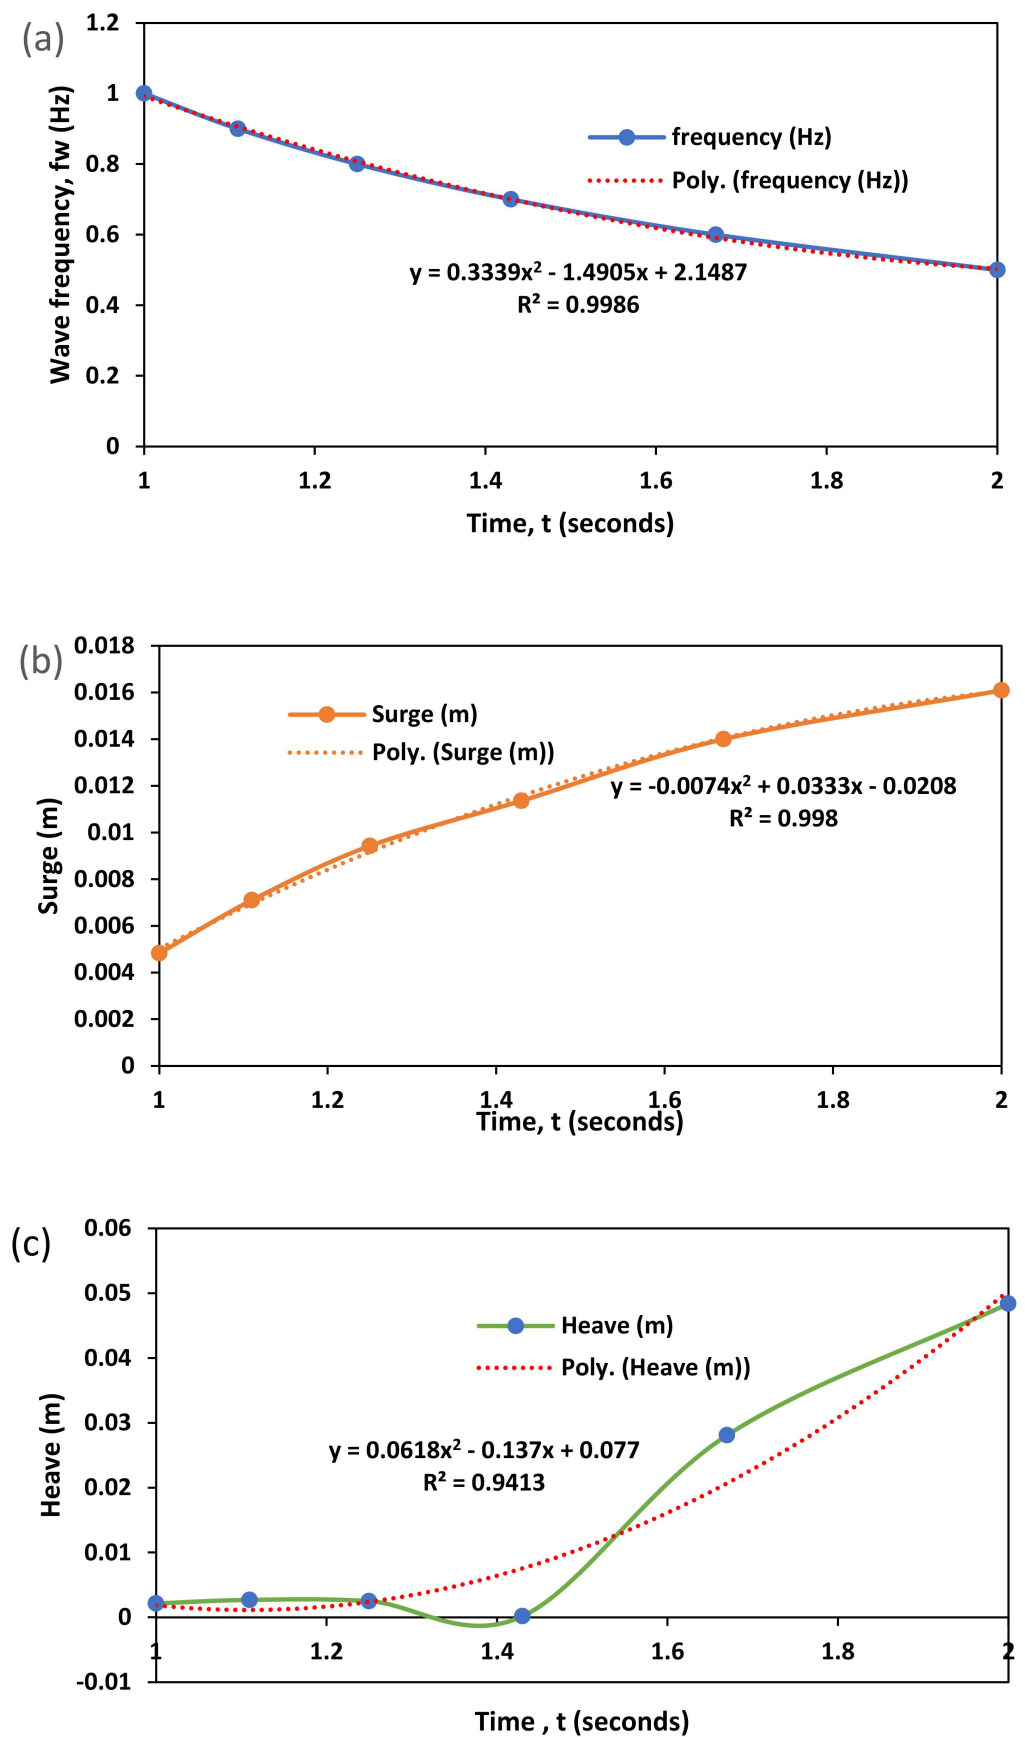 (a)
1.2
1
0.8
0.6
0.4
0.2
0
Wave frequency, fw (Hz)
frequency (Hz)
Poly. (frequency (Hz))
y = 0.3339x² - 1.4905x + 2.1487
R² = 0.9986
1 1.2 1.4 1.6 1.8 2
Time, t (seconds)
(b)
0.018
0.016
0.014
0.012
0.01
0.008
0.006
0.004
0.002
0
Surge (m)
Surge (m)
Poly. (Surge (m))
y = -0.0074x² + 0.0333x - 0.0208
R² = 0.998
1 1.2 1.4 1.6 1.8 2
Time, t (seconds)
(c)
0.06
0.05
0.04
0.03
0.02
0.01
0
-0.01
Heave (m)
Heave (m)
Poly. (Heave (m))
y = 0.0618x² - 0.137x + 0.077
R² = 0.9413
1 1.2 1.4 1.6 1.8 2
Time , t (seconds)